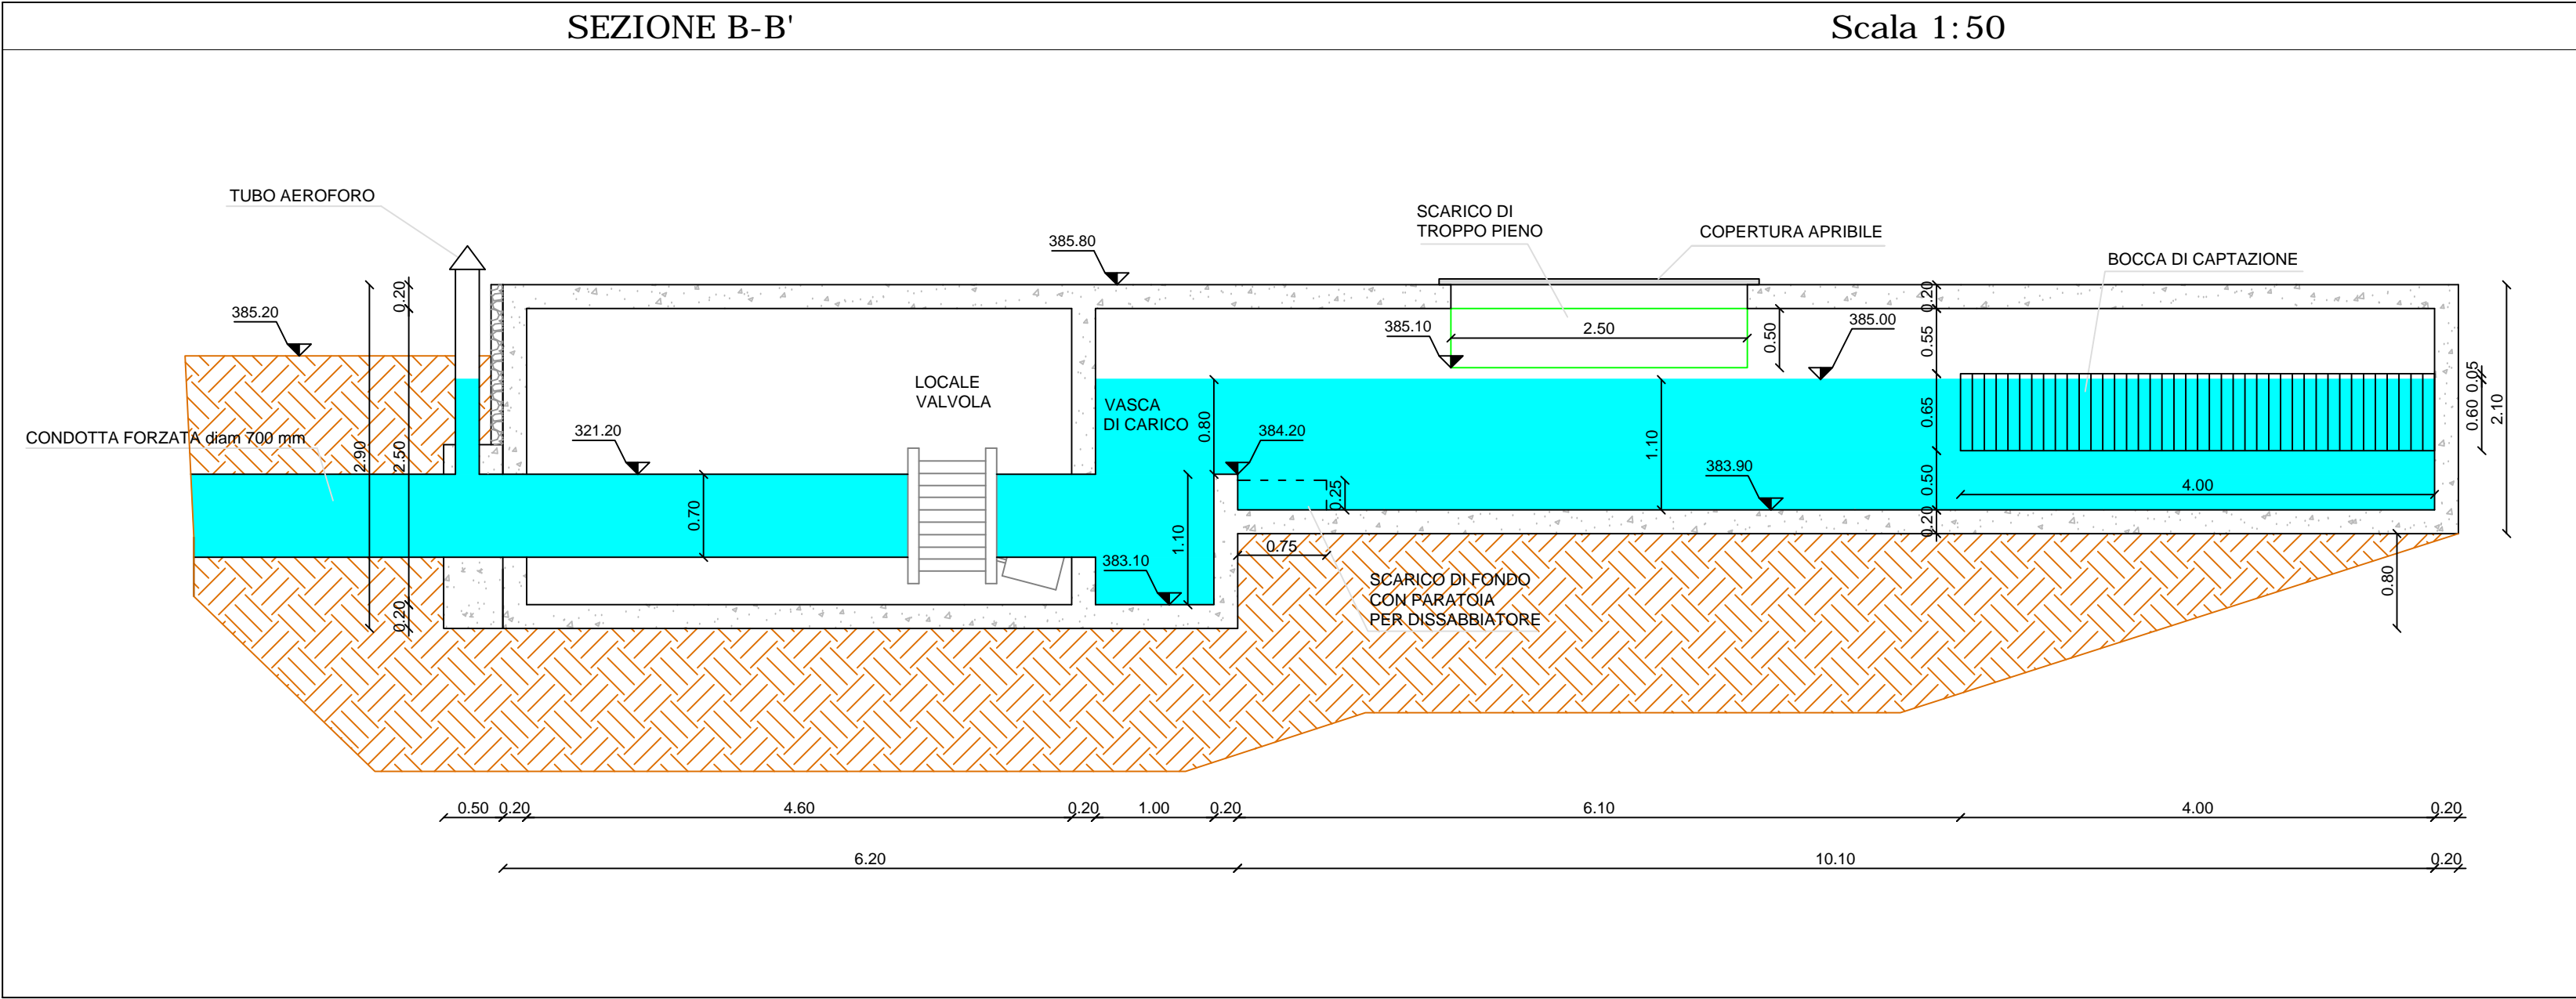 SEZIONE B-B'
Scala 1:50
TUBO AEROFORO
SCARICO DI
TROPPO PIENO
COPERTURA APRIBILE
385.80
BOCCA DI CAPTAZIONE
385.20
0.20
0.20
385.10
2.50
0.50
385.00
0.55
0.05
LOCALE
VALVOLA
VASCA
DI CARICO
0.80
0.65
0.60
2.10
CONDOTTA FORZATA diam 700 mm
2.90
2.50
321.20
384.20
1.10
383.90
0.50
4.00
0.25
0.70
1.10
0.20
0.75
383.10
SCARICO DI FONDO
CON PARATOIA
PER DISSABBIATORE
0.80
0.20
0.50
0.20
4.60
0.20
1.00
0.20
6.10
4.00
0.20
6.20
10.10
0.20